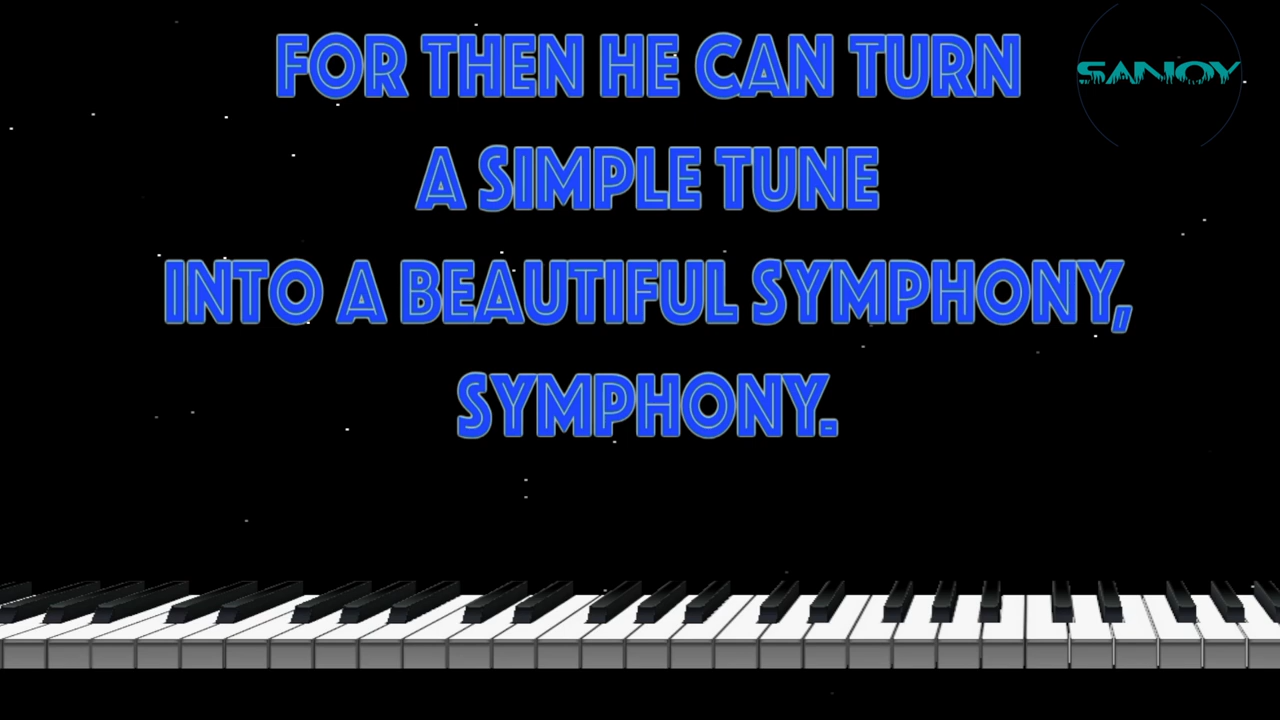 FOR THEN HE CAN TURN
SANOY
A SIMPLE TUNE
INTO A BEAUTIFUL SYMPHONY,
SYMPHONY.